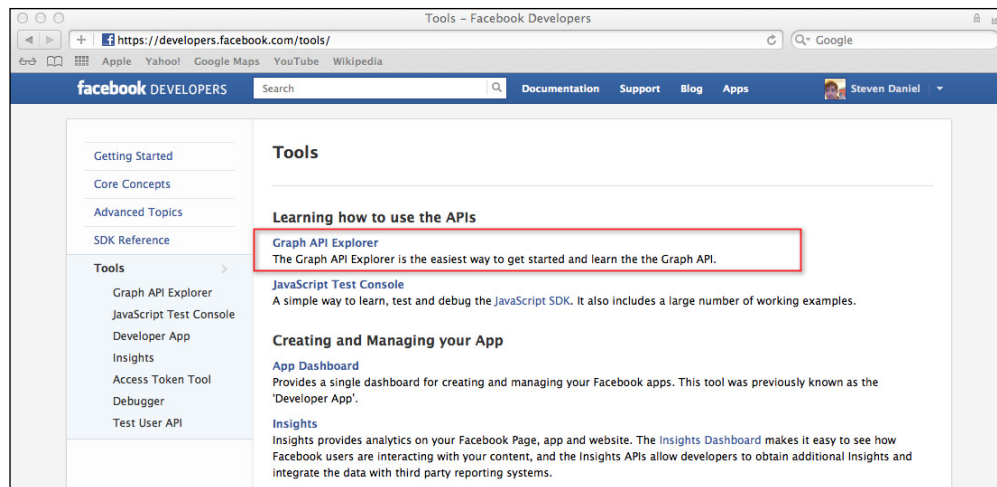 Tools – Facebook Developers
https://developers.facebook.com/tools/
Google
Apple Yahoo! Google Maps YouTube Wikipedia
facebook DEVELOPERS
Search
Documentation Support Blog Apps
Steven Daniel
Getting Started
Core Concepts
Advanced Topics
SDK Reference
Tools
Graph API Explorer
JavaScript Test Console
Developer App
Insights
Access Token Tool
Debugger
Test User API
Tools
Learning how to use the APIs
Graph API Explorer
The Graph API Explorer is the easiest way to get started and learn the the Graph API.
JavaScript Test Console
A simple way to learn, test and debug the JavaScript SDK. It also includes a large number of working examples.
Creating and Managing your App
App Dashboard
Provides a single dashboard for creating and managing your Facebook apps. This tool was previously known as the
'Developer App'.
Insights
Insights provides analytics on your Facebook Page, app and website. The Insights Dashboard makes it easy to see how
Facebook users are interacting with your content, and the Insights APIs allow developers to obtain additional Insights and
integrate the data with third party reporting systems.